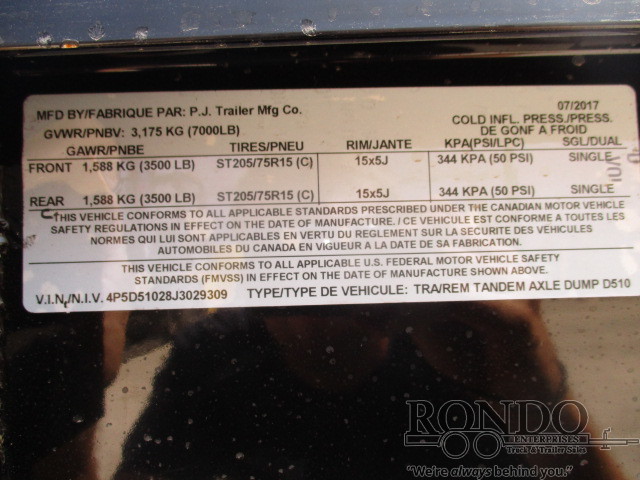 MFD BY/FABRIQUE PAR: P.J. Trailer Mfg Co. 07/2017
GVWR/PNBV: 3,175 KG (7000LB) COLD INFL. PRESS./PRESS.
DE GONF A FROID
GAWR/PNBE TIRES/PNEU RIM/JANTE KPA(PSI/LPC) SGL/DUAL
FRONT 1,588 KG (3500 LB) ST205/75R15 (C) 15x5J 344 KPA (50 PSI) SINGLE
REAR 1,588 KG (3500 LB) ST205/75R15 (C) 15x5J 344 KPA (50 PSI) SINGLE
THIS VEHICLE CONFORMS TO ALL APPLICABLE STANDARDS PRESCRIBED UNDER THE CANADIAN MOTOR VEHICLE
SAFETY REGULATIONS IN EFFECT ON THE DATE OF MANUFACTURE. / CE VEHICULE EST CONFORME A TOUTES LES
NORMES QUI LUI SONT APPLICABLES EN VERTU DU REGLEMENT SUR LA SECURITE DES VEHICULES
AUTOMOBILES DU CANADA EN VIGUEUR A LA DATE DE SA FABRICATION.
THIS VEHICLE CONFORMS TO ALL APPLICABLE U.S. FEDERAL MOTOR VEHICLE SAFETY
STANDARDS (FMVSS) IN EFFECT ON THE DATE OF MANUFACTURE SHOWN ABOVE.
V.I.N./N.I.V. 4P5D51028J3029309 TYPE/TYPE DE VEHICULE: TRA/REM TANDEM AXLE DUMP D510
RONDO
ENTERPRISES
Truck & Trailer Sales
"We're always behind you."